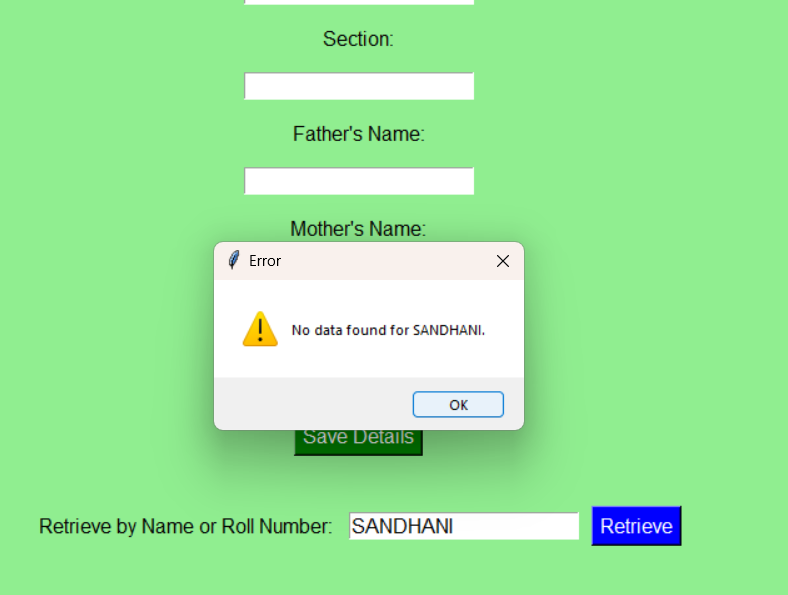 Section:
Father's Name:
Mother's Name:
Error
No data found for SANDHANI.
OK
Save Details
Retrieve by Name or Roll Number: SANDHANI Retrieve